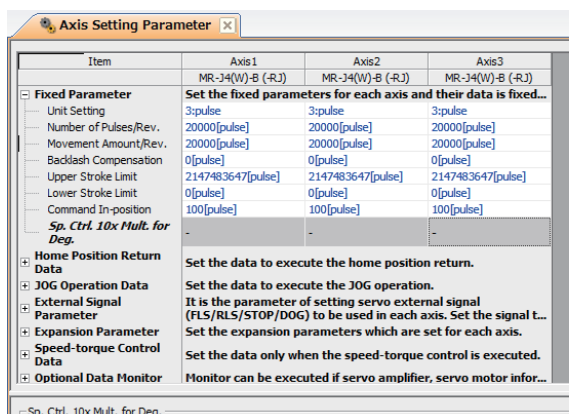 Axis Setting Parameter
Item Axis1 Axis2 Axis3
MR-J4(W)-B (-RJ) MR-J4(W)-B (-RJ) MR-J4(W)-B (-RJ)
Fixed Parameter Set the fixed parameters for each axis and their data is fixed...
Unit Setting 3:pulse 3:pulse 3:pulse
Number of Pulses/Rev. 20000[pulse] 20000[pulse] 20000[pulse]
Movement Amount/Rev. 20000[pulse] 20000[pulse] 20000[pulse]
Backlash Compensation 0[pulse] 0[pulse] 0[pulse]
Upper Stroke Limit 2147483647[pulse] 2147483647[pulse] 2147483647[pulse]
Lower Stroke Limit 0[pulse] 0[pulse] 0[pulse]
Command In-position 100[pulse] 100[pulse] 100[pulse]
Sp. Ctrl. 10x Mult. for
Deg. - - -
Home Position Return
Data Set the data to execute the home position return.
JOG Operation Data Set the data to execute the JOG operation.
External Signal It is the parameter of setting servo external signal
Parameter (FLS/RLS/STOP/DOG) to be used in each axis. Set the signal t...
Expansion Parameter Set the expansion parameters which are set for each axis.
Speed-torque Control
Data Set the data only when the speed-torque control is executed.
Optional Data Monitor Monitor can be executed if servo amplifier, servo motor infor...
Sp. Ctrl. 10x Mult. for Deg.